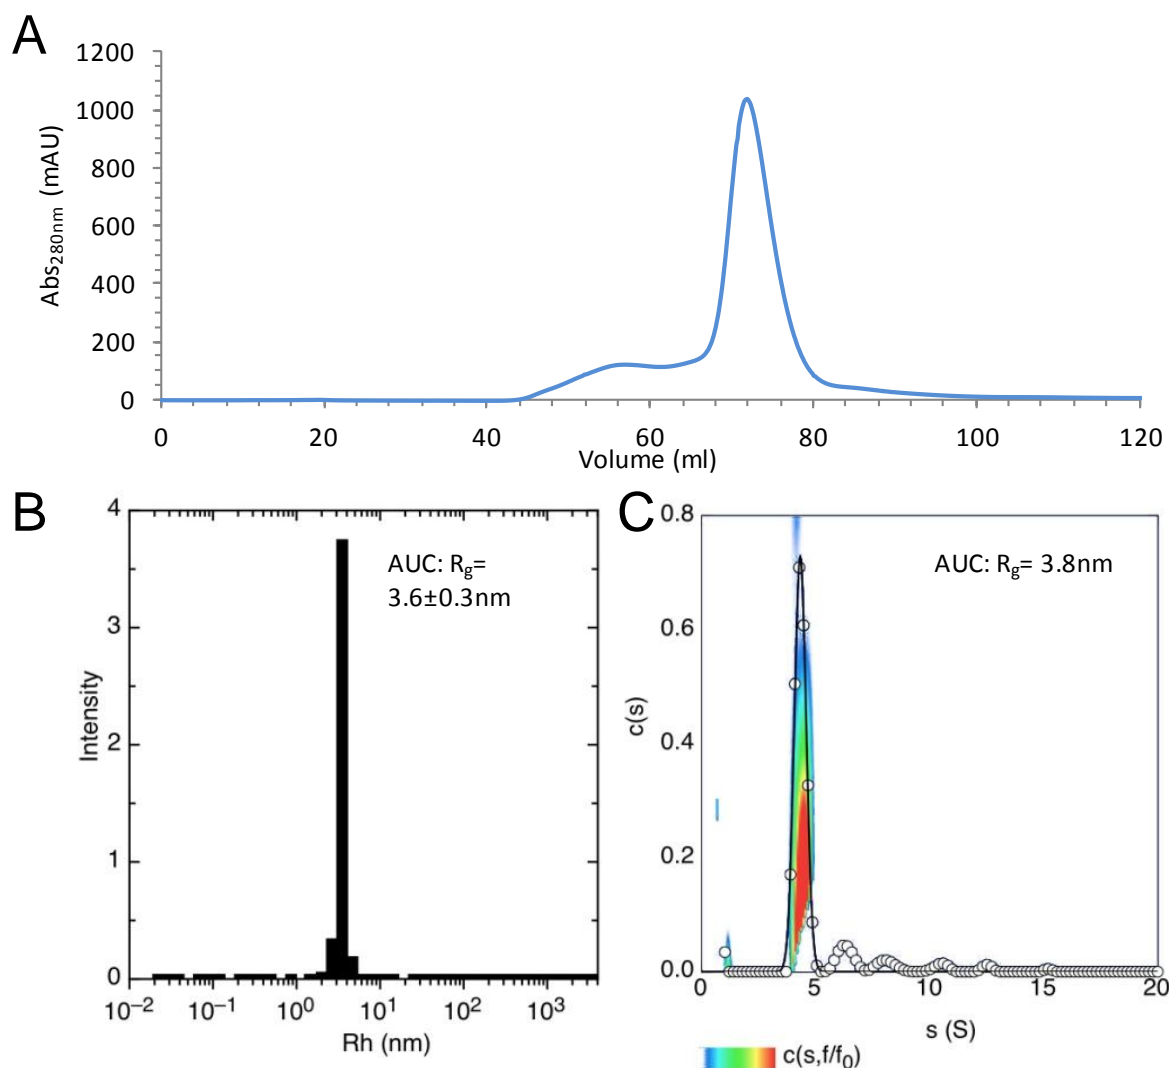 A
1200
1000
800
600
400
200
0
Abs280nm (mAU)
0 20 40 60 80 100 120
Volume (ml)
B
4
3
2
1
0
Intensity
AUC: Rg=
3.6±0.3nm
10−2 10−1 100 101 102 103
Rh (nm)
C
0.8
0.6
0.4
0.2
0.0
c(s)
AUC: Rg= 3.8nm
0 5 10 15 20
s (S)
c(s,f/f0)